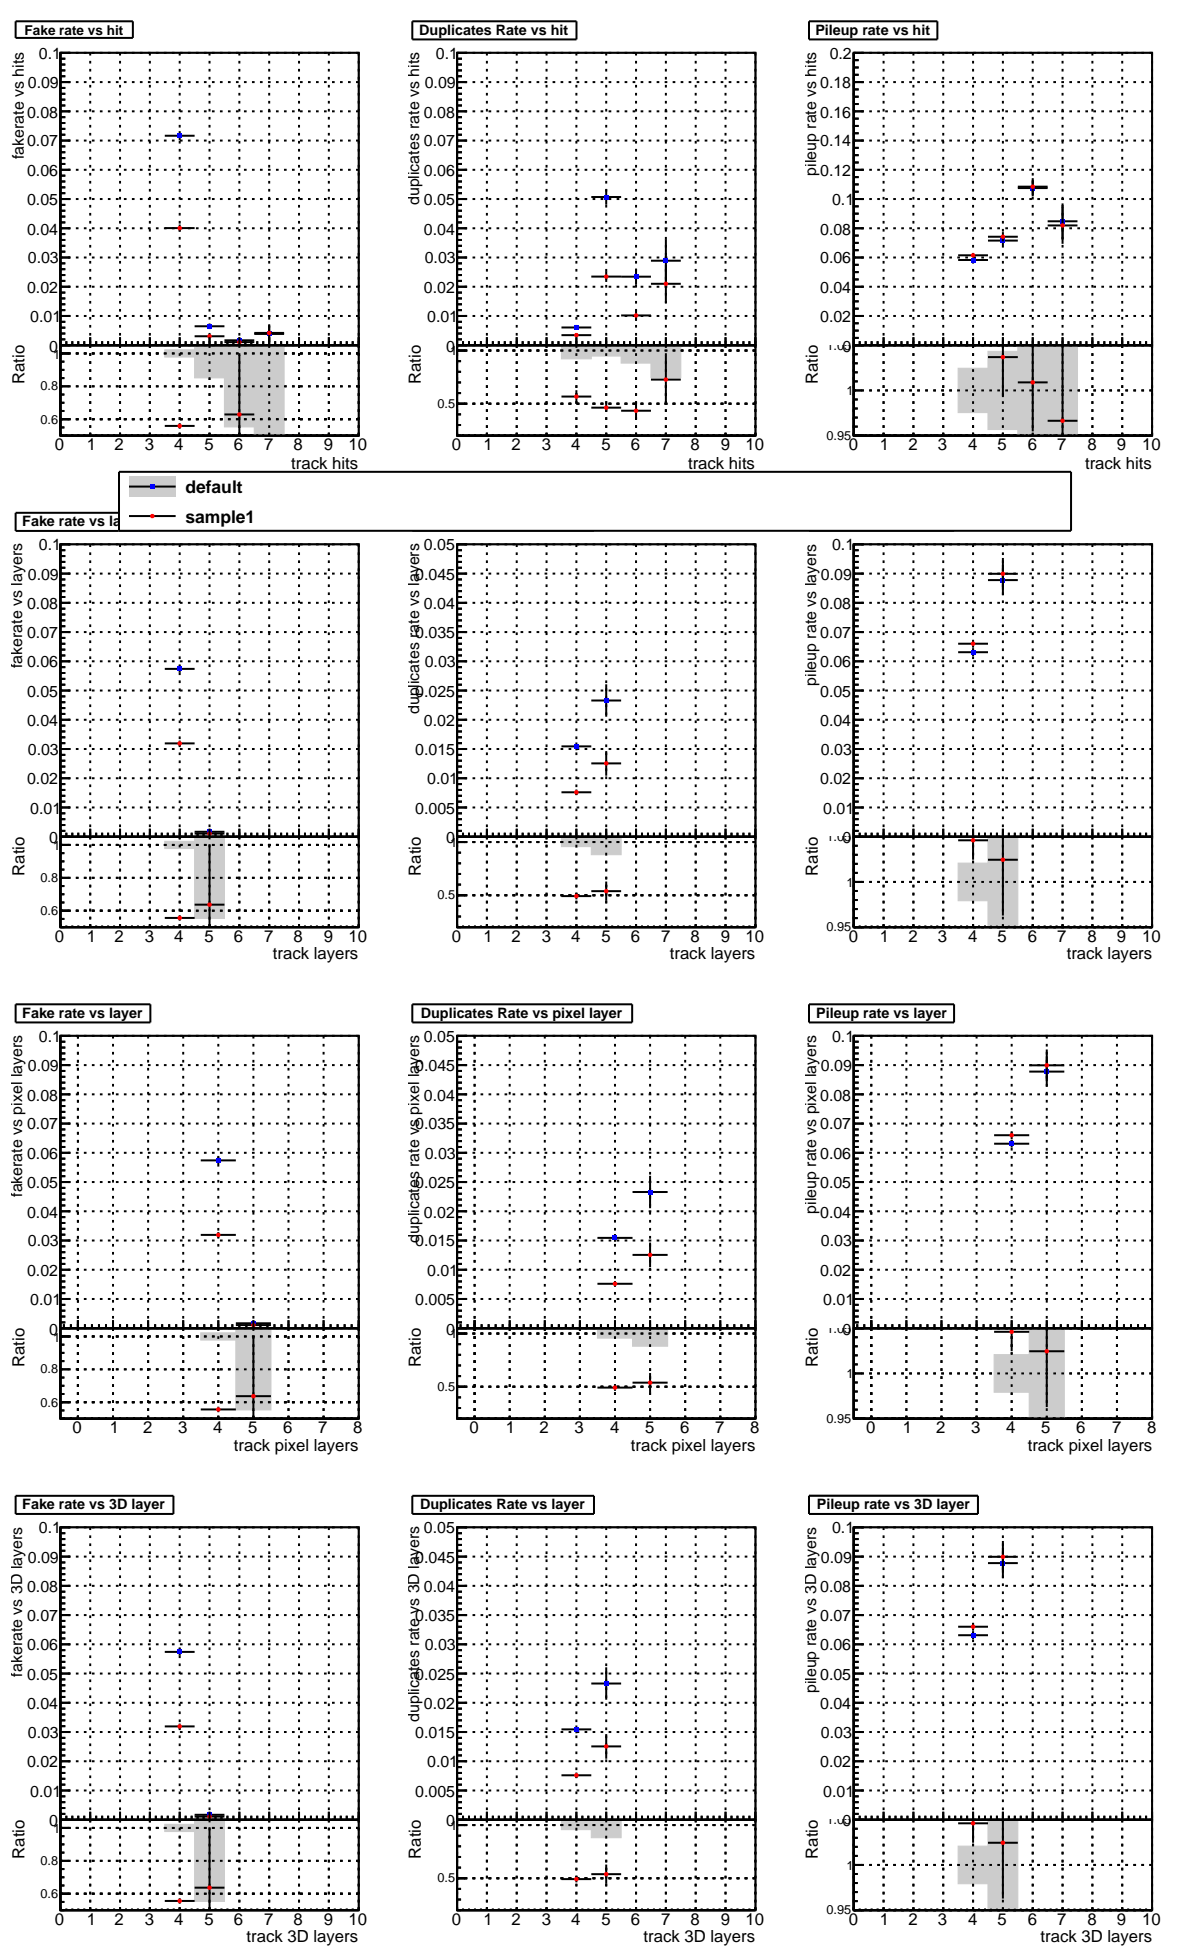 Fake rate vs hit
Duplicates Rate vs hit
Pileup rate vs hit
fakerate vs hits
0.1
0.09
0.08
0.07
0.06
0.05
0.04
0.03
0.02
0.01
Ratio
1
0.8
0.6
0 1 2 3 4 5 6 7 8 9 10
track hits
duplicates rate vs hits
0.1
0.09
0.08
0.07
0.06
0.05
0.04
0.03
0.02
0.01
Ratio
1
0.5
0 1 2 3 4 5 6 7 8 9 10
track hits
pileup rate vs hits
0.2
0.18
0.16
0.14
0.12
0.1
0.08
0.06
0.04
0.02
0
Ratio
1
0.95
0 1 2 3 4 5 6 7 8 9 10
track hits
default
sample1
Fake rate vs la
fakerate vs layers
0.1
0.09
0.08
0.07
0.06
0.05
0.04
0.03
0.02
0.01
Ratio
1
0.8
0.6
0 1 2 3 4 5 6 7 8 9 10
track layers
duplicates rate vs layers
0.05
0.045
0.04
0.035
0.03
0.025
0.02
0.015
0.01
0.005
Ratio
1
0.5
0 1 2 3 4 5 6 7 8 9 10
track layers
pileup rate vs layers
0.1
0.09
0.08
0.07
0.06
0.05
0.04
0.03
0.02
0.01
0
Ratio
1
0.95
0 1 2 3 4 5 6 7 8 9 10
track layers
Fake rate vs layer
Duplicates Rate vs pixel layer
Pileup rate vs layer
fakerate vs pixel layers
0.1
0.09
0.08
0.07
0.06
0.05
0.04
0.03
0.02
0.01
Ratio
1
0.8
0.6
0 1 2 3 4 5 6 7 8
track pixel layers
duplicates rate vs pixel layers
0.05
0.045
0.04
0.035
0.03
0.025
0.02
0.015
0.01
0.005
Ratio
1
0.5
0 1 2 3 4 5 6 7 8
track pixel layers
pileup rate vs pixel layers
0.1
0.09
0.08
0.07
0.06
0.05
0.04
0.03
0.02
0.01
0
Ratio
1
0.95
0 1 2 3 4 5 6 7 8
track pixel layers
Fake rate vs 3D layer
Duplicates Rate vs layer
Pileup rate vs 3D layer
fakerate vs 3D layers
0.1
0.09
0.08
0.07
0.06
0.05
0.04
0.03
0.02
0.01
Ratio
1
0.8
0.6
0 1 2 3 4 5 6 7 8 9 10
track 3D layers
duplicates rate vs 3D layers
0.05
0.045
0.04
0.035
0.03
0.025
0.02
0.015
0.01
0.005
Ratio
1
0.5
0 1 2 3 4 5 6 7 8 9 10
track 3D layers
pileup rate vs 3D layers
0.1
0.09
0.08
0.07
0.06
0.05
0.04
0.03
0.02
0.01
0
Ratio
1
0.95
0 1 2 3 4 5 6 7 8 9 10
track 3D layers